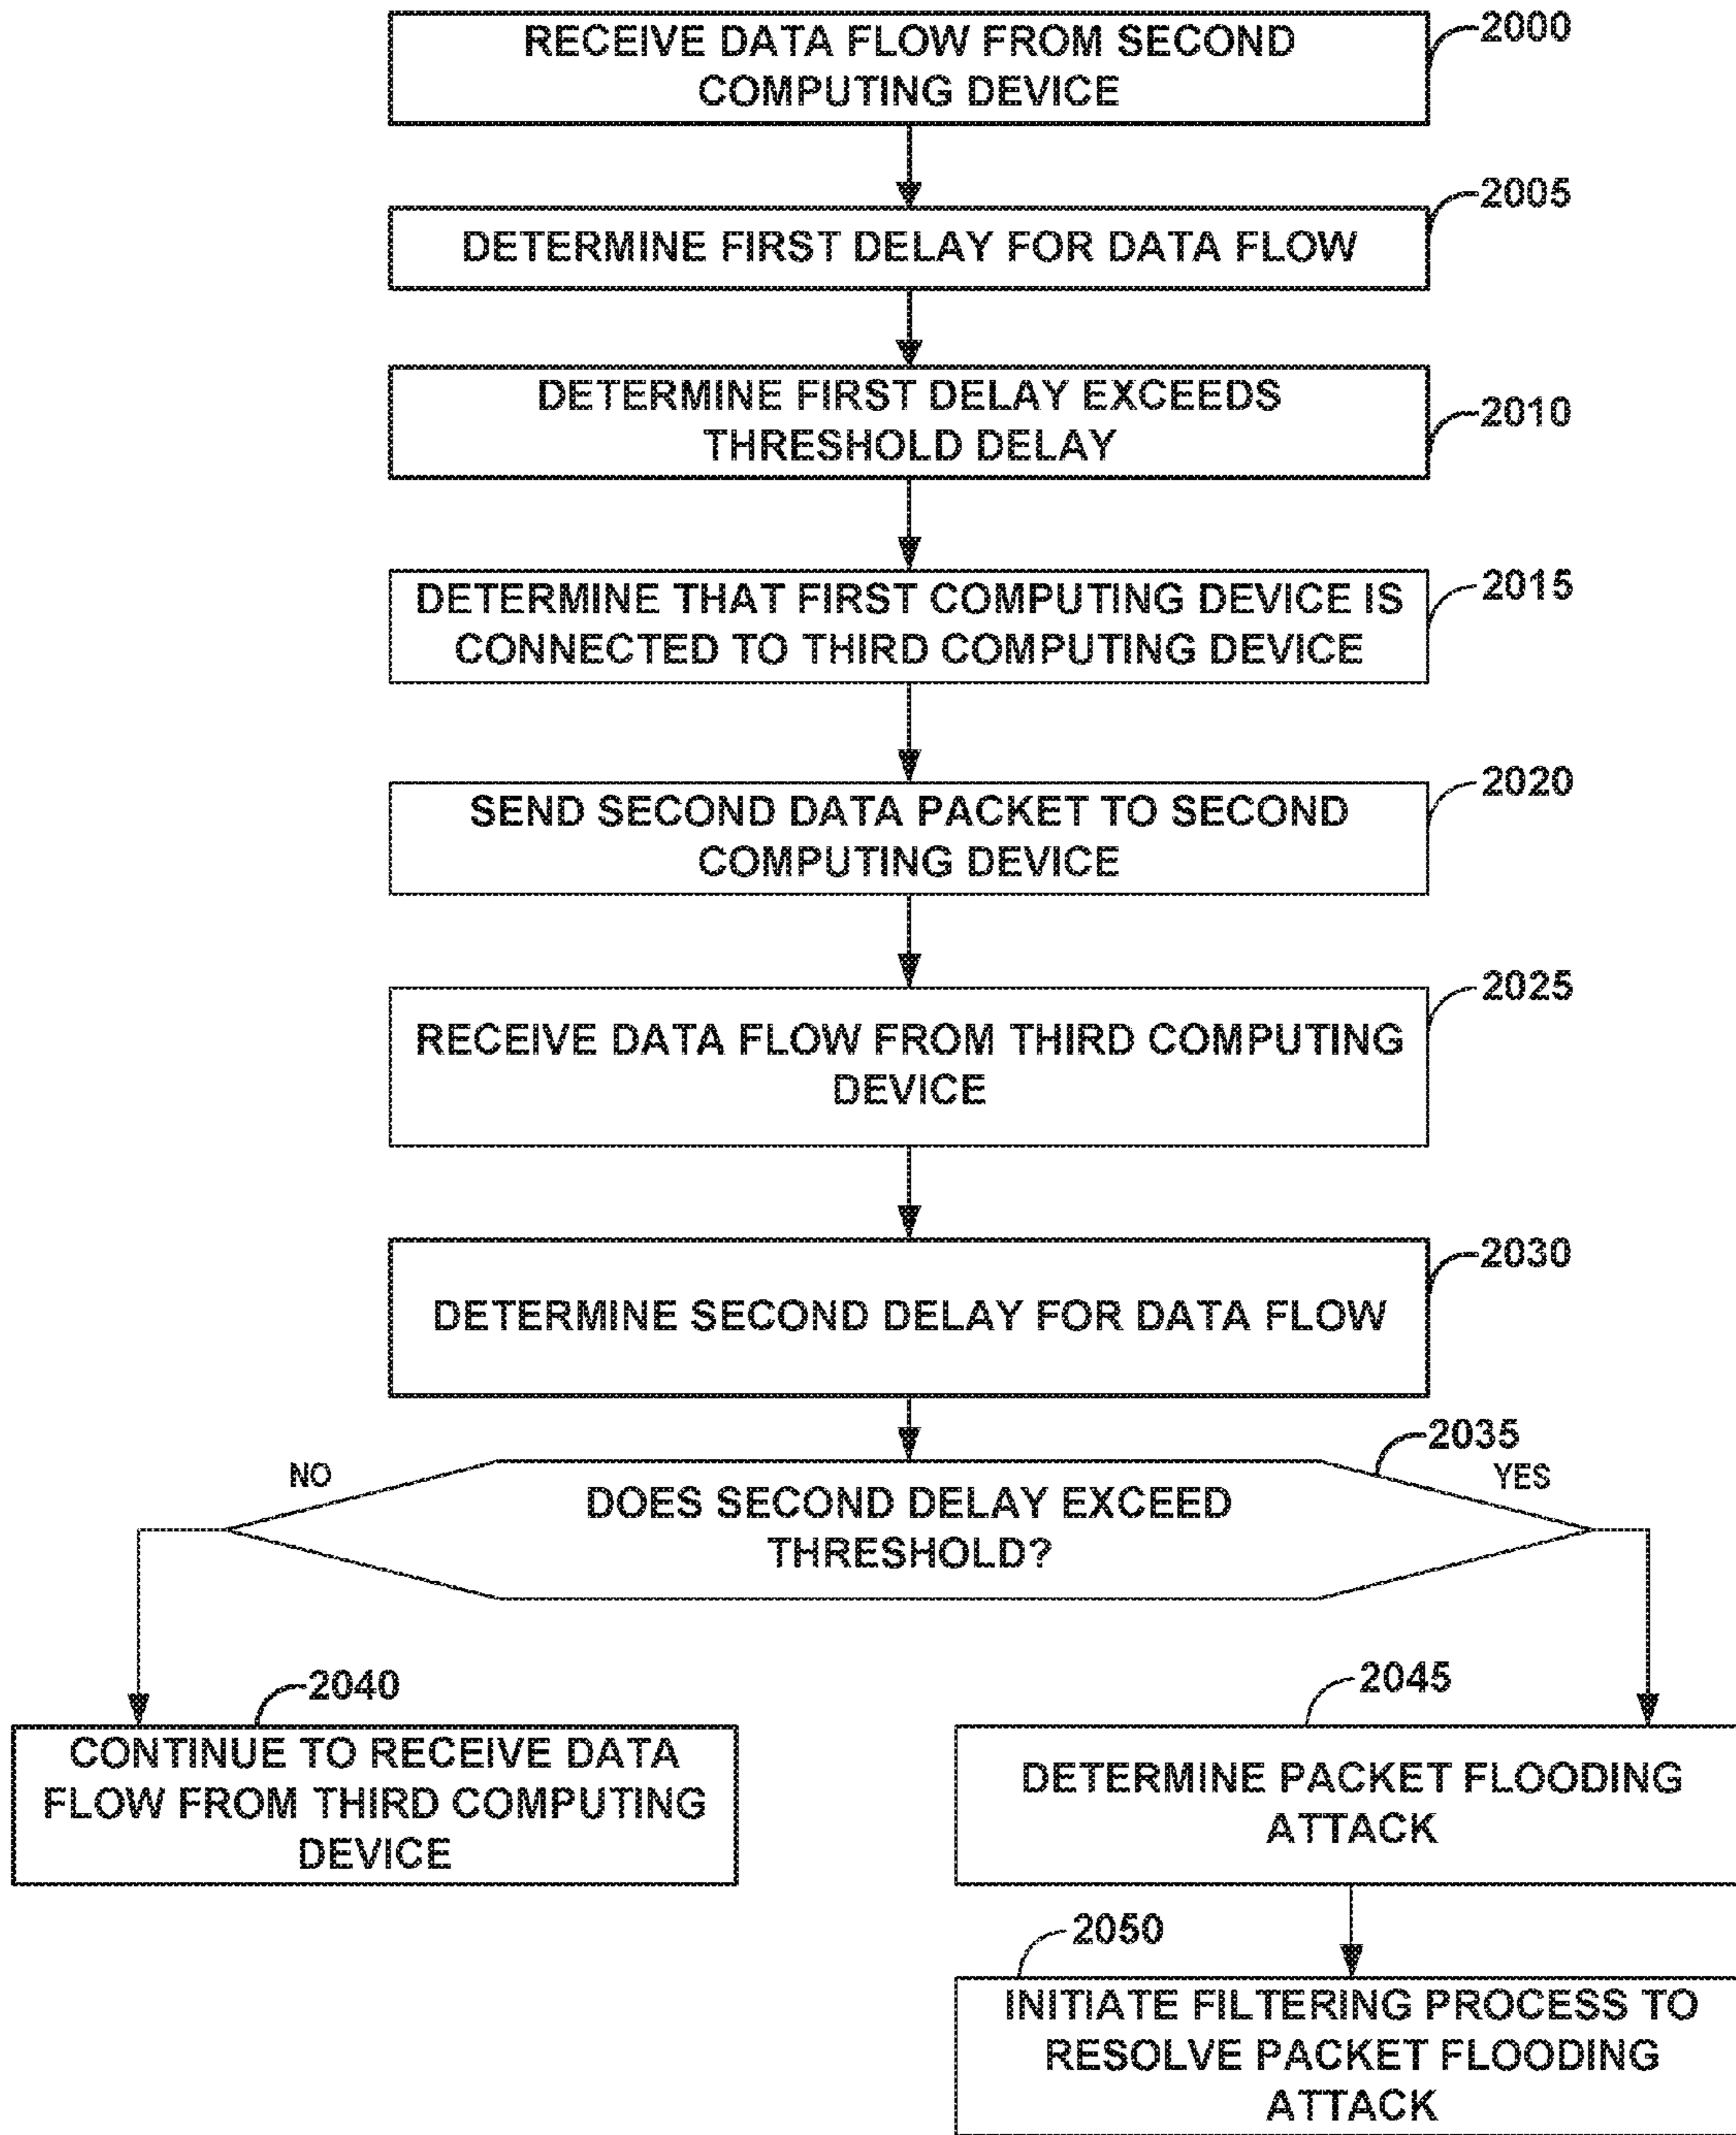 RECEIVE DATA FLOW FROM SECOND
COMPUTING DEVICE
2000
DETERMINE FIRST DELAY FOR DATA FLOW
2005
DETERMINE FIRST DELAY EXCEEDS
THRESHOLD DELAY
2010
DETERMINE THAT FIRST COMPUTING DEVICE IS
CONNECTED TO THIRD COMPUTING DEVICE
2015
SEND SECOND DATA PACKET TO SECOND
COMPUTING DEVICE
2020
RECEIVE DATA FLOW FROM THIRD COMPUTING
DEVICE
2025
DETERMINE SECOND DELAY FOR DATA FLOW
2030
2035
NO
YES
DOES SECOND DELAY EXCEED
THRESHOLD?
2040
CONTINUE TO RECEIVE DATA
FLOW FROM THIRD COMPUTING
DEVICE
2045
DETERMINE PACKET FLOODING
ATTACK
2050
INITIATE FILTERING PROCESS TO
RESOLVE PACKET FLOODING
ATTACK